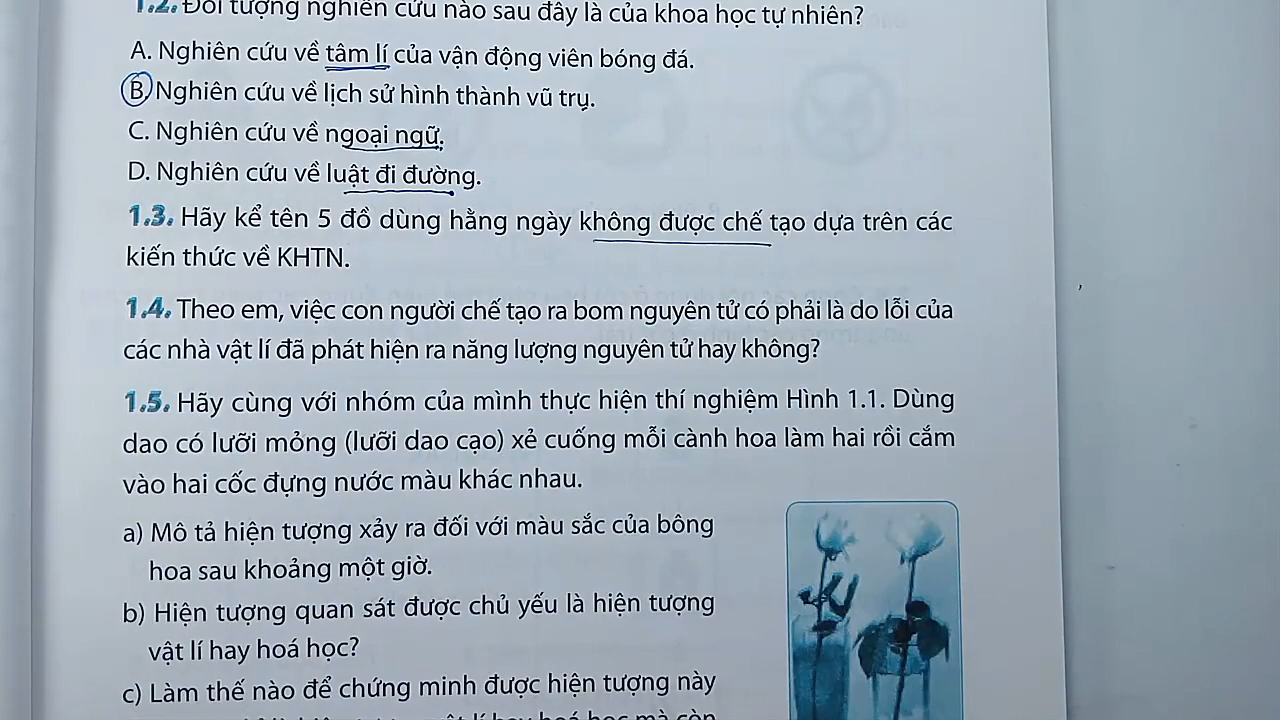 1.2. Đối tượng nghiên cứu nào sau đây là của khoa học tự nhiên?
A. Nghiên cứu về tâm lí của vận động viên bóng đá.
B. Nghiên cứu về lịch sử hình thành vũ trụ.
C. Nghiên cứu về ngoại ngữ.
D. Nghiên cứu về luật đi đường.
1.3. Hãy kể tên 5 đồ dùng hằng ngày không được chế tạo dựa trên các
kiến thức về KHTN.
1.4. Theo em, việc con người chế tạo ra bom nguyên tử có phải là do lỗi của
các nhà vật lí đã phát hiện ra năng lượng nguyên tử hay không?
1.5. Hãy cùng với nhóm của mình thực hiện thí nghiệm Hình 1.1. Dùng
dao có lưỡi mỏng (lưỡi dao cạo) xẻ cuống mỗi cành hoa làm hai rồi cắm
vào hai cốc đựng nước màu khác nhau.
a) Mô tả hiện tượng xảy ra đối với màu sắc của bông
hoa sau khoảng một giờ.
b) Hiện tượng quan sát được chủ yếu là hiện tượng
vật lí hay hoá học?
c) Làm thế nào để chứng minh được hiện tượng này
vật lí hay hoá học mà còn